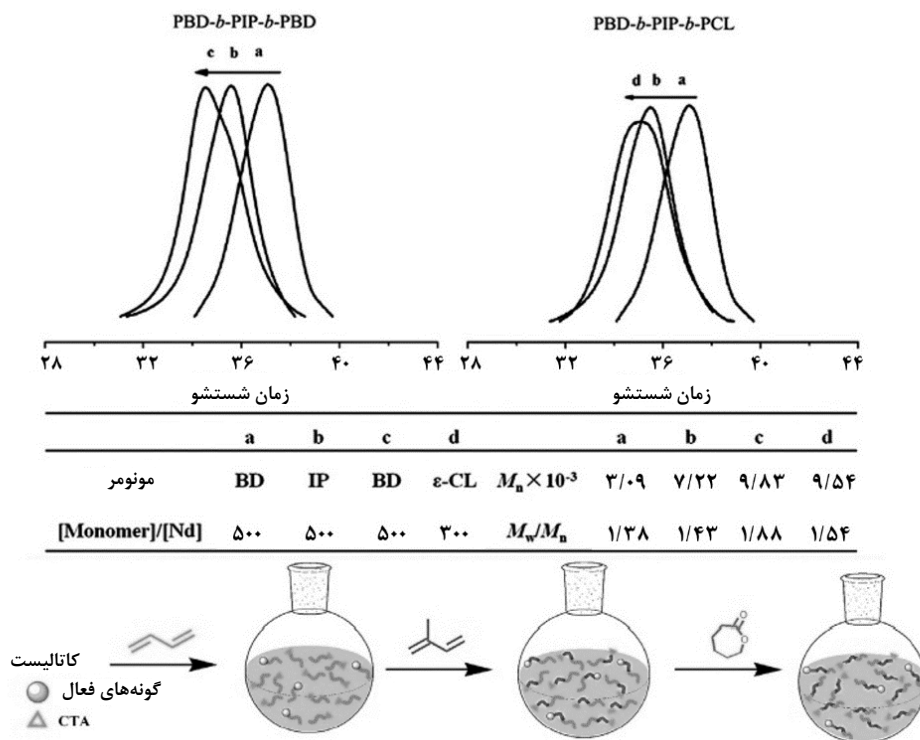 PBD-b-PIP-b-PBD
PBD-b-PIP-b-PCL
c b a
d b a
۲۸ ۳۲ ۳۶ ۴۰ ۴۴
۳۲ ۳۶ ۴۰ ۴۴
زمان شستشو
زمان شستشو
a b c d a b c d
مونومر BD IP BD ε-CL Mn×10-3 ۳/۰۹ ۷/۲۲ ۹/۸۳ ۹/۵۴
[Monomer]/[Nd] ۵۰۰ ۵۰۰ ۵۰۰ ۳۰۰ Mw/Mn ۱/۳۸ ۱/۴۳ ۱/۸۸ ۱/۵۴
O
O
کاتالیست
گونه‌های فعال
CTA